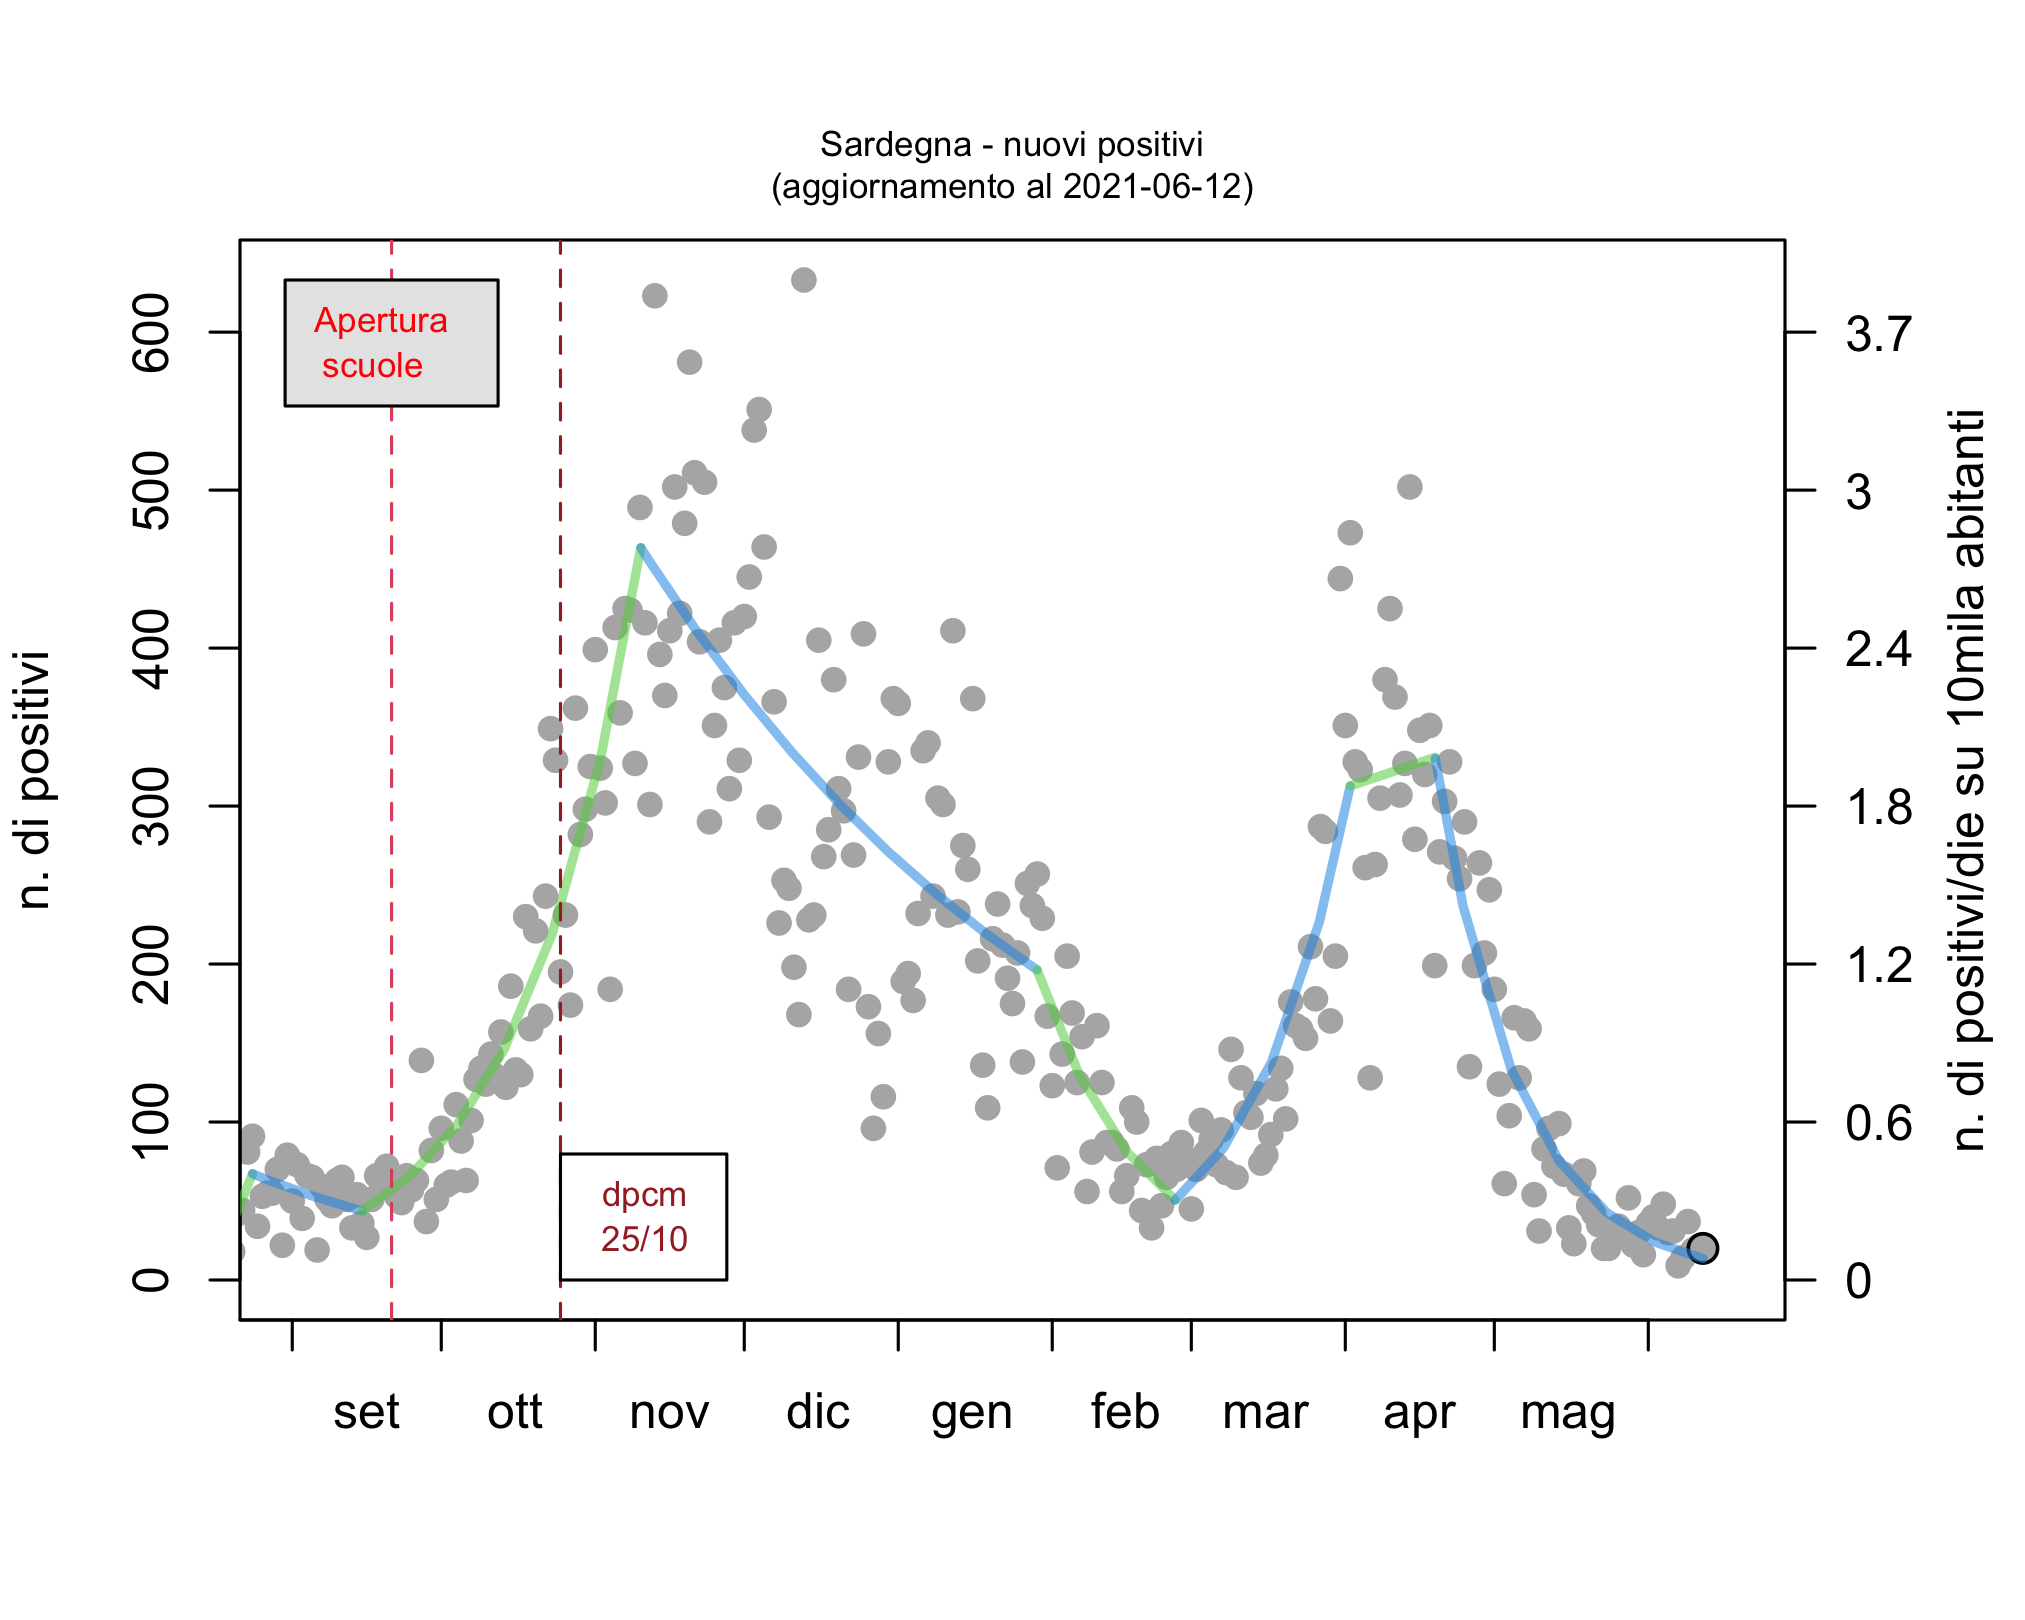 Sardegna - nuovi positivi
(aggiornamento al 2021-06-12)
Apertura
scuole
dpcm
25/10
n. di positivi
0
100
200
300
400
500
600
n. di positivi/die su 10mila abitanti
3.7
3
2.4
1.8
1.2
0.6
0
set ott nov dic gen feb mar apr mag